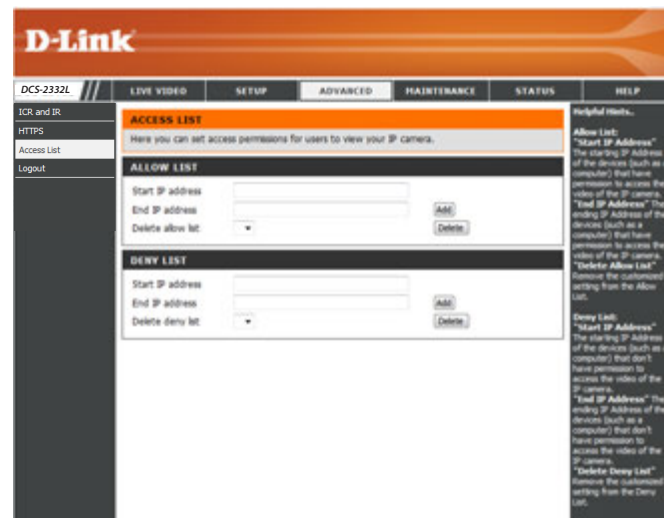 D-Link
DCS-2332L
LIVE VIDEO SETUP ADVANCED MAINTENANCE STATUS HELP
ICR and IR
HTTPS
Access List
Logout
ACCESS LIST
Here you can set access permissions for users to view your IP camera.
ALLOW LIST
Start IP address
End IP address Add
Delete allow list Delete
DENY LIST
Start IP address
End IP address Add
Delete deny list Delete
Helpful Hints..
Allow List:
"Start IP Address"
The starting IP Address
of the devices (such as a
computer) that have
permission to access the
video of the IP camera.
"End IP Address" The
ending IP Address of the
devices (such as a
computer) that have
permission to access the
video of the IP camera.
"Delete Allow List"
Remove the customized
setting from the Allow
List.
Deny List:
"Start IP Address"
The starting IP Address
of the devices (such as a
computer) that don't
have permission to
access the video of the
IP camera.
"End IP Address" The
ending IP Address of the
devices (such as a
computer) that don't
have permission to
access the video of the
IP camera.
"Delete Deny List"
Remove the customized
setting from the Deny
List.